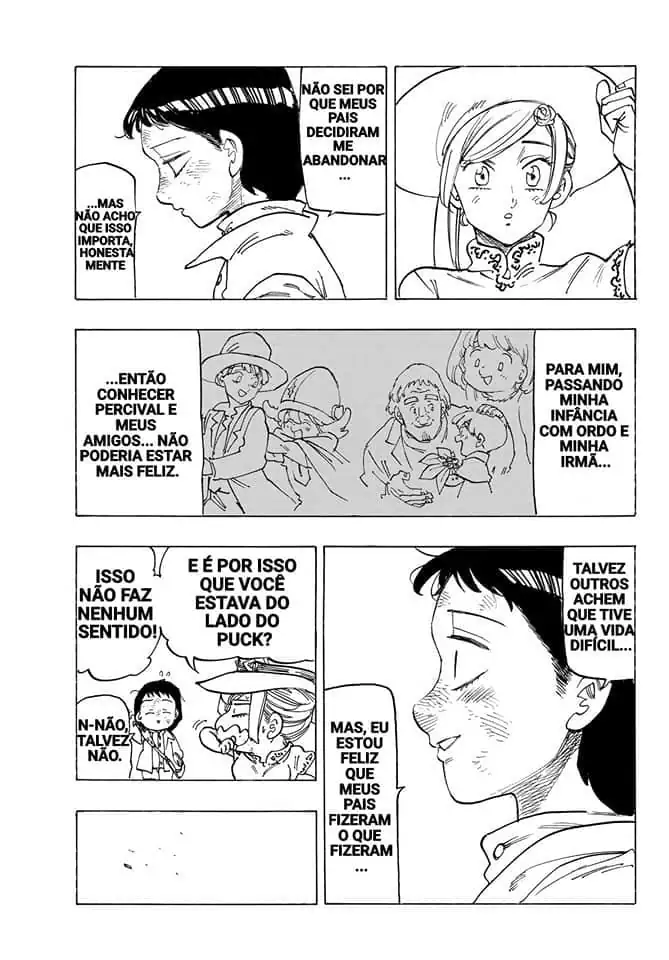 NÃO SEI POR
QUE MEUS
PAIS
DECIDIRAM
ME
ABANDONAR
...
...MAS
NÃO ACHO
QUE ISSO
IMPORTA,
HONESTA
MENTE
PARA MIM,
PASSANDO
MINHA
INFÂNCIA
COM ORDO E
MINHA
IRMÃ...
...ENTÃO
CONHECER
PERCIVAL E
MEUS
AMIGOS... NÃO
PODERIA ESTAR
MAIS FELIZ.
TALVEZ
OUTROS
ACHEM
QUE TIVE
UMA VIDA
DIFÍCIL...
MAS, EU
ESTOU
FELIZ
QUE
MEUS
PAIS
FIZERAM
O QUE
FIZERAM
...
E É POR ISSO
QUE VOCÊ
ESTAVA DO
LADO DO
PUCK?
ISSO
NÃO FAZ
NENHUM
SENTIDO!
N-NÃO,
TALVEZ
NÃO.